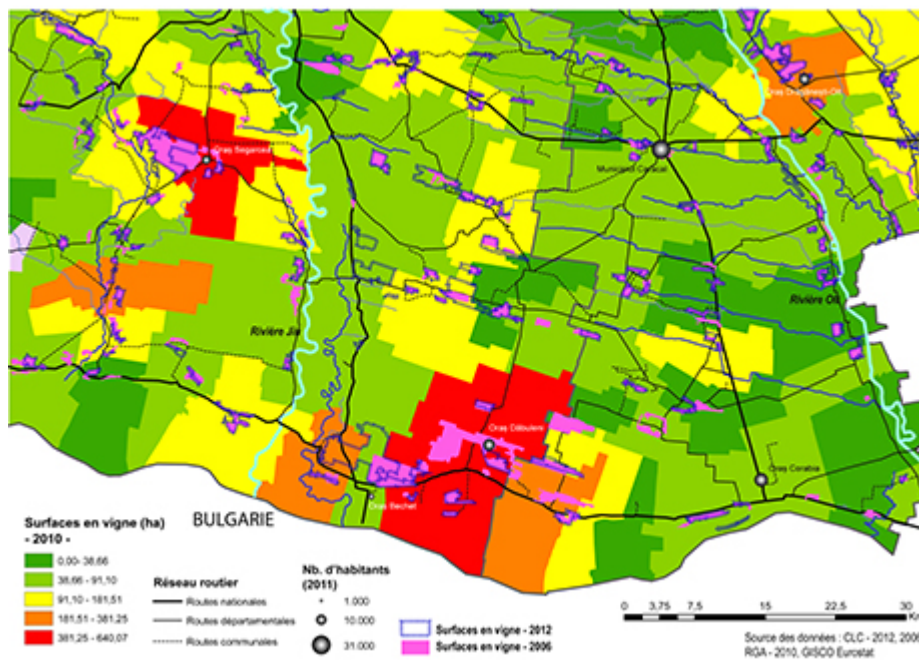 Oraș Drăgănești-Olt
Oraș Segarcea
Municipiul Caracal
Rivière Jiu
Rivière Olt
Oraș Dăbuleni
Oraș Corabia
Oraș Bechet
BULGARIE
Surfaces en vigne (ha)
- 2010 -
0,00- 38,66
38,66 - 91,10
91,10 - 181,51
181,51 - 381,25
381,25 - 640,07
Réseau routier
Routes nationales
Routes départementales
Routes communales
Nb. d'habitants
(2011)
1.000
10.000
31.000
Surfaces en vigne - 2012
Surfaces en vigne - 2006
0 3,75 7,5 15 22,5 30
Source des données : CLC - 2012, 2006
RGA - 2010, GISCO Eurostat